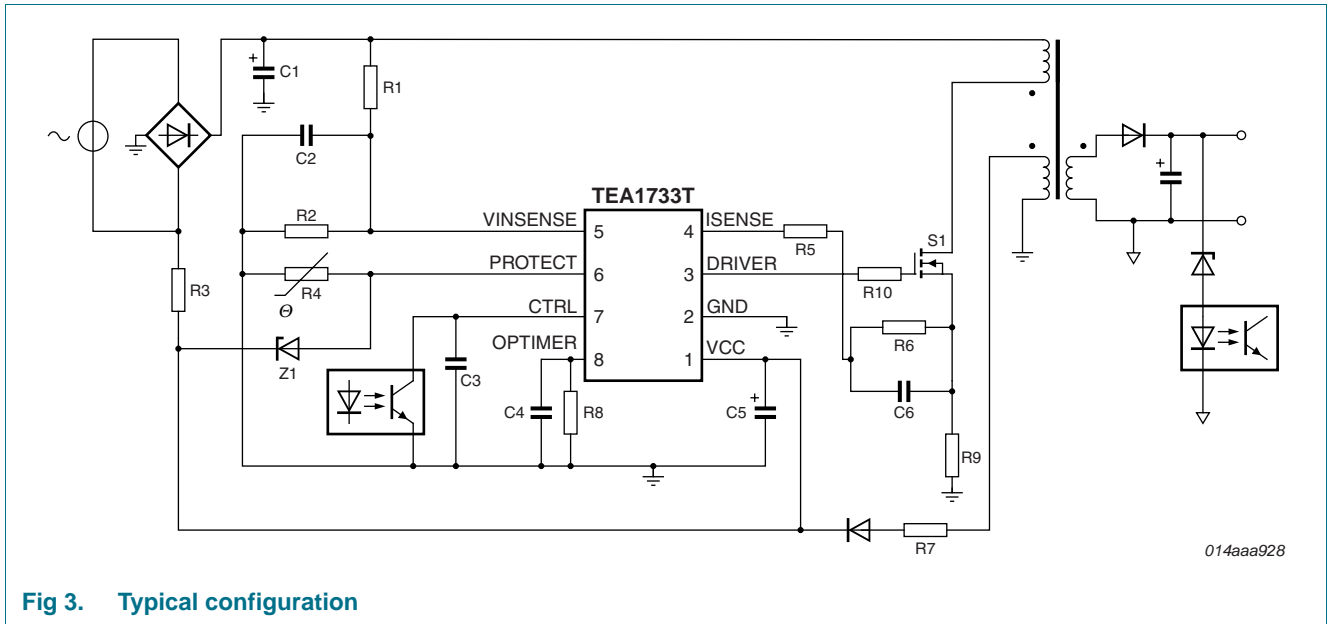 C1
R1
C2
TEA1733T
R2
VINSENSE
5
4
ISENSE
R5
S1
R3
R4
Θ
PROTECT
6
3
DRIVER
R10
CTRL
7
2
GND
R6
Z1
OPTIMER
8
1
VCC
C3
C4
R8
C5
C6
R9
R7
014aaa928
Fig 3. Typical configuration